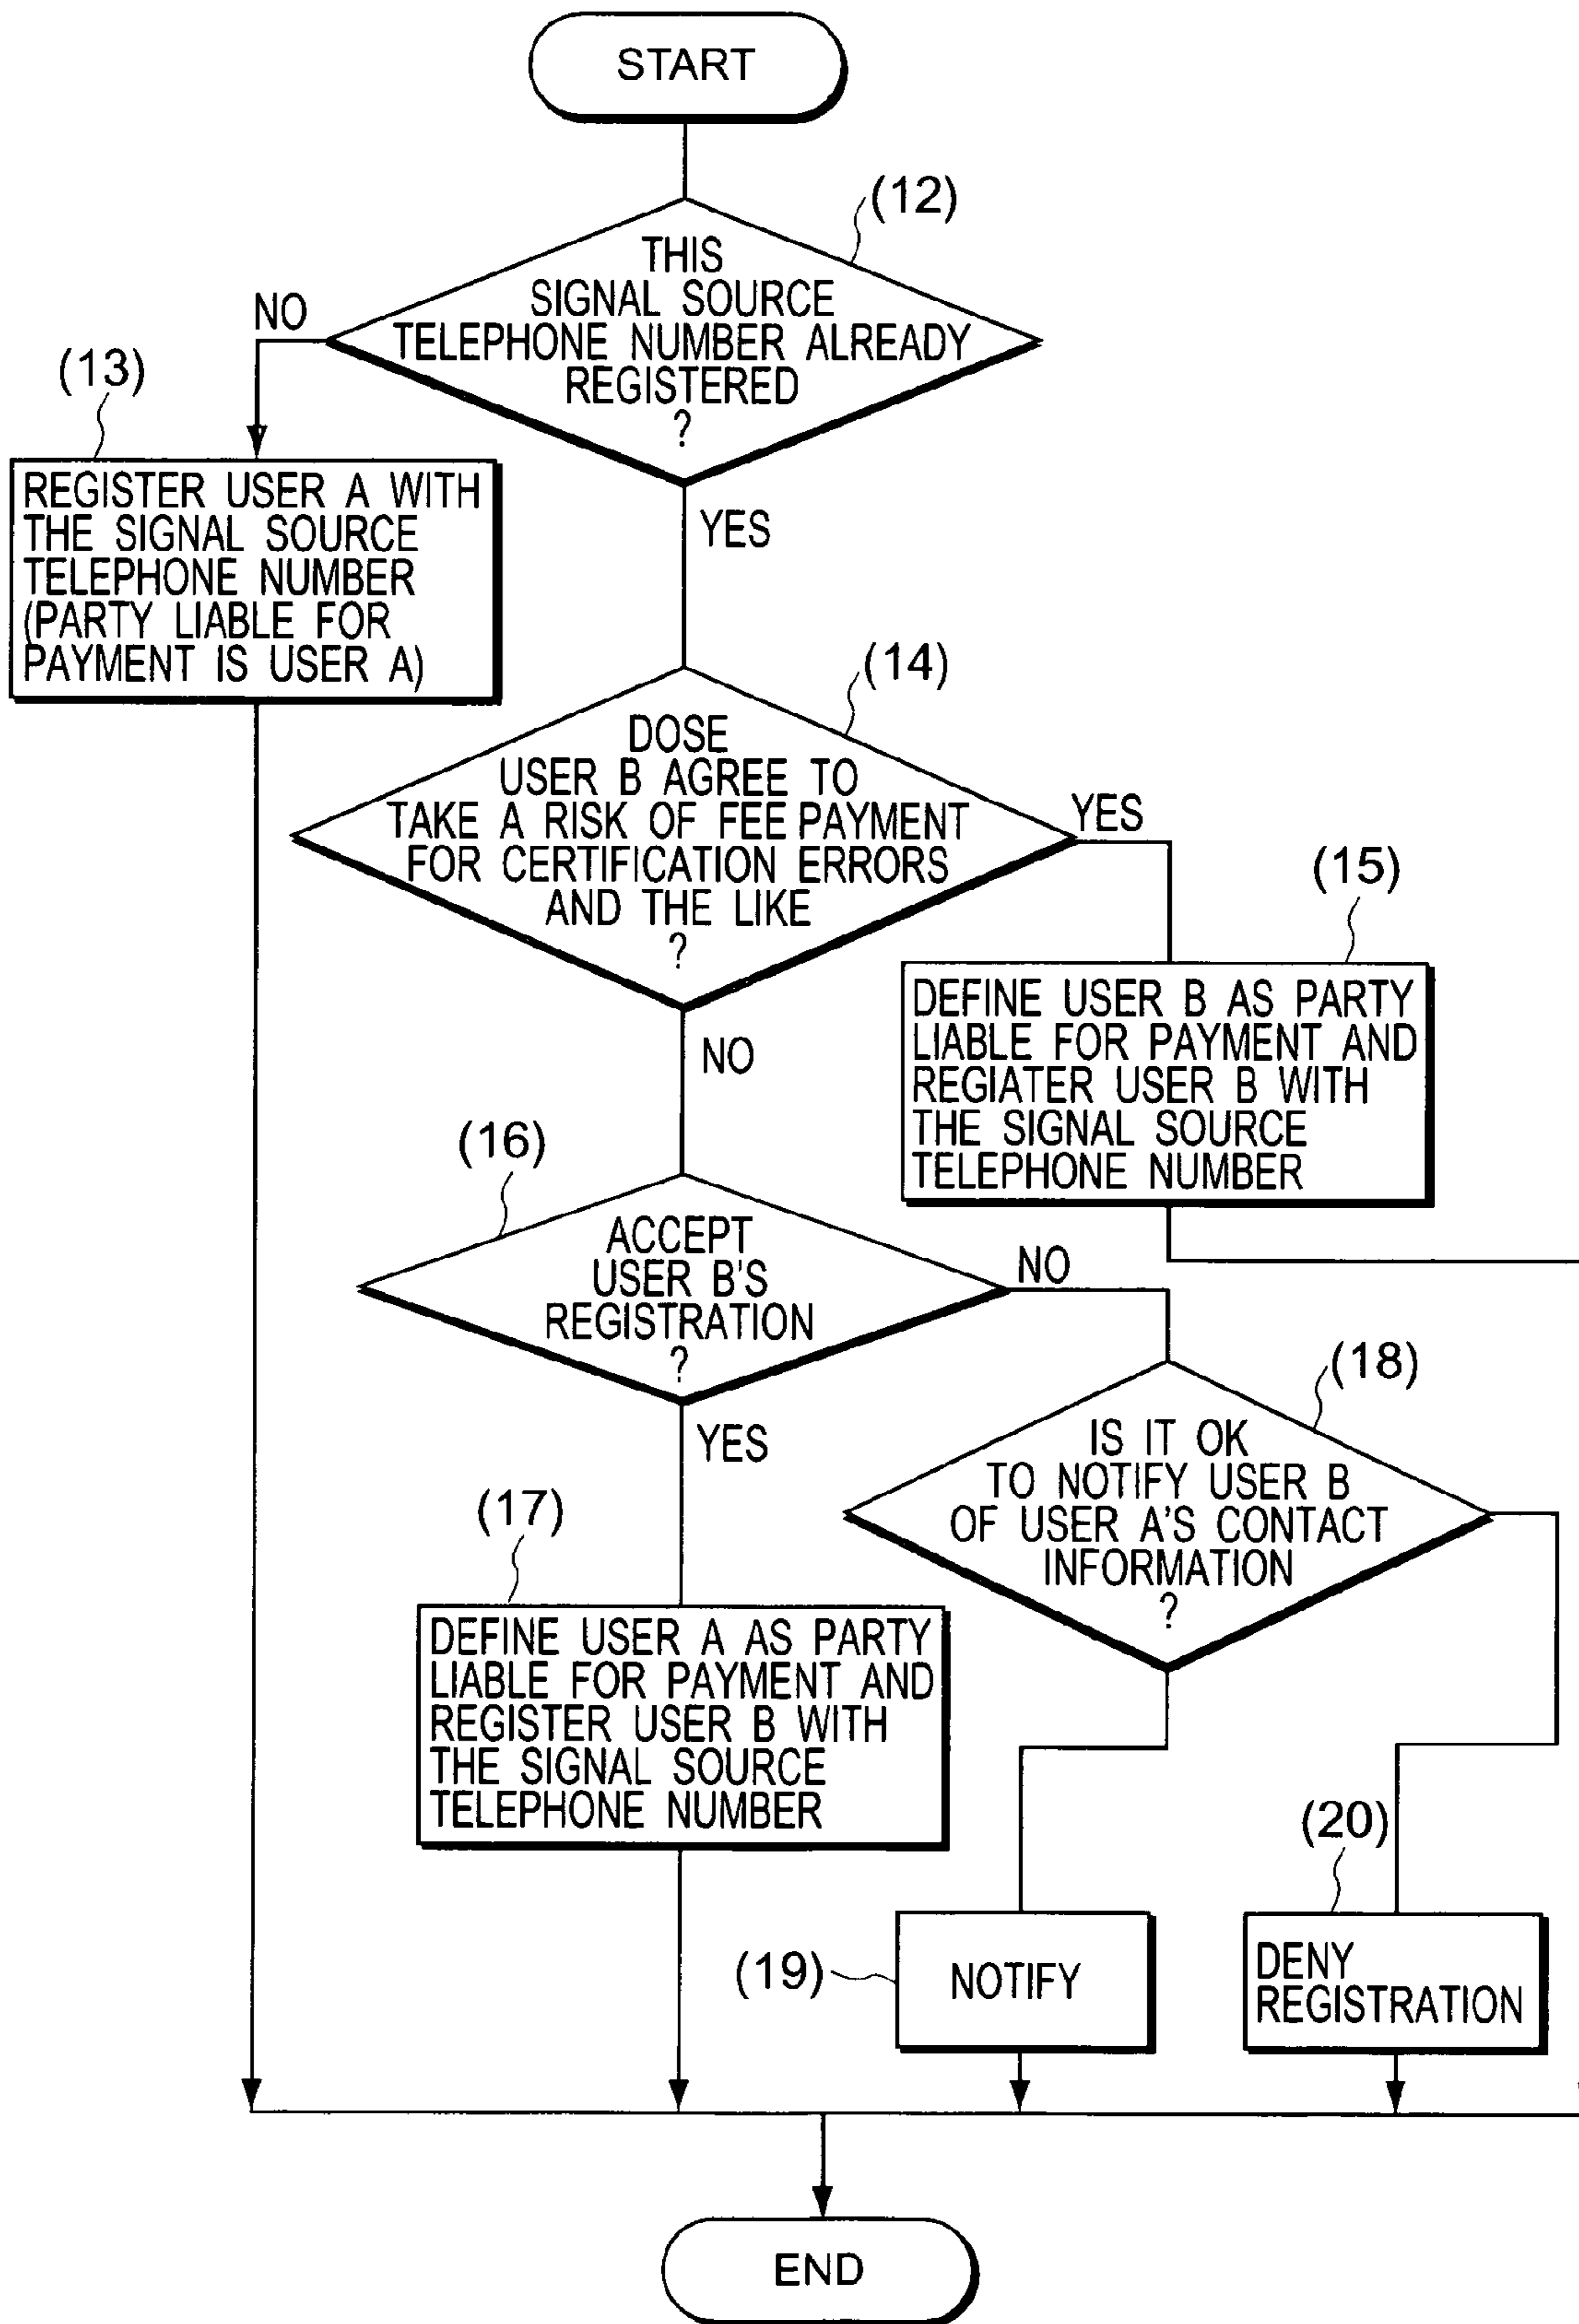 START
(12)
THIS
SIGNAL SOURCE
TELEPHONE NUMBER ALREADY
REGISTERED
?
NO
YES
(13)
REGISTER USER A WITH
THE SIGNAL SOURCE
TELEPHONE NUMBER
(PARTY LIABLE FOR
PAYMENT IS USER A)
(14)
DOSE
USER B AGREE TO
TAKE A RISK OF FEE PAYMENT
FOR CERTIFICATION ERRORS
AND THE LIKE
?
YES
NO
(15)
DEFINE USER B AS PARTY
LIABLE FOR PAYMENT AND
REGIATER USER B WITH
THE SIGNAL SOURCE
TELEPHONE NUMBER
(16)
ACCEPT
USER B'S
REGISTRATION
?
NO
YES
(18)
IS IT OK
TO NOTIFY USER B
OF USER A'S CONTACT
INFORMATION
?
(17)
DEFINE USER A AS PARTY
LIABLE FOR PAYMENT AND
REGISTER USER B WITH
THE SIGNAL SOURCE
TELEPHONE NUMBER
(19)
NOTIFY
(20)
DENY
REGISTRATION
END